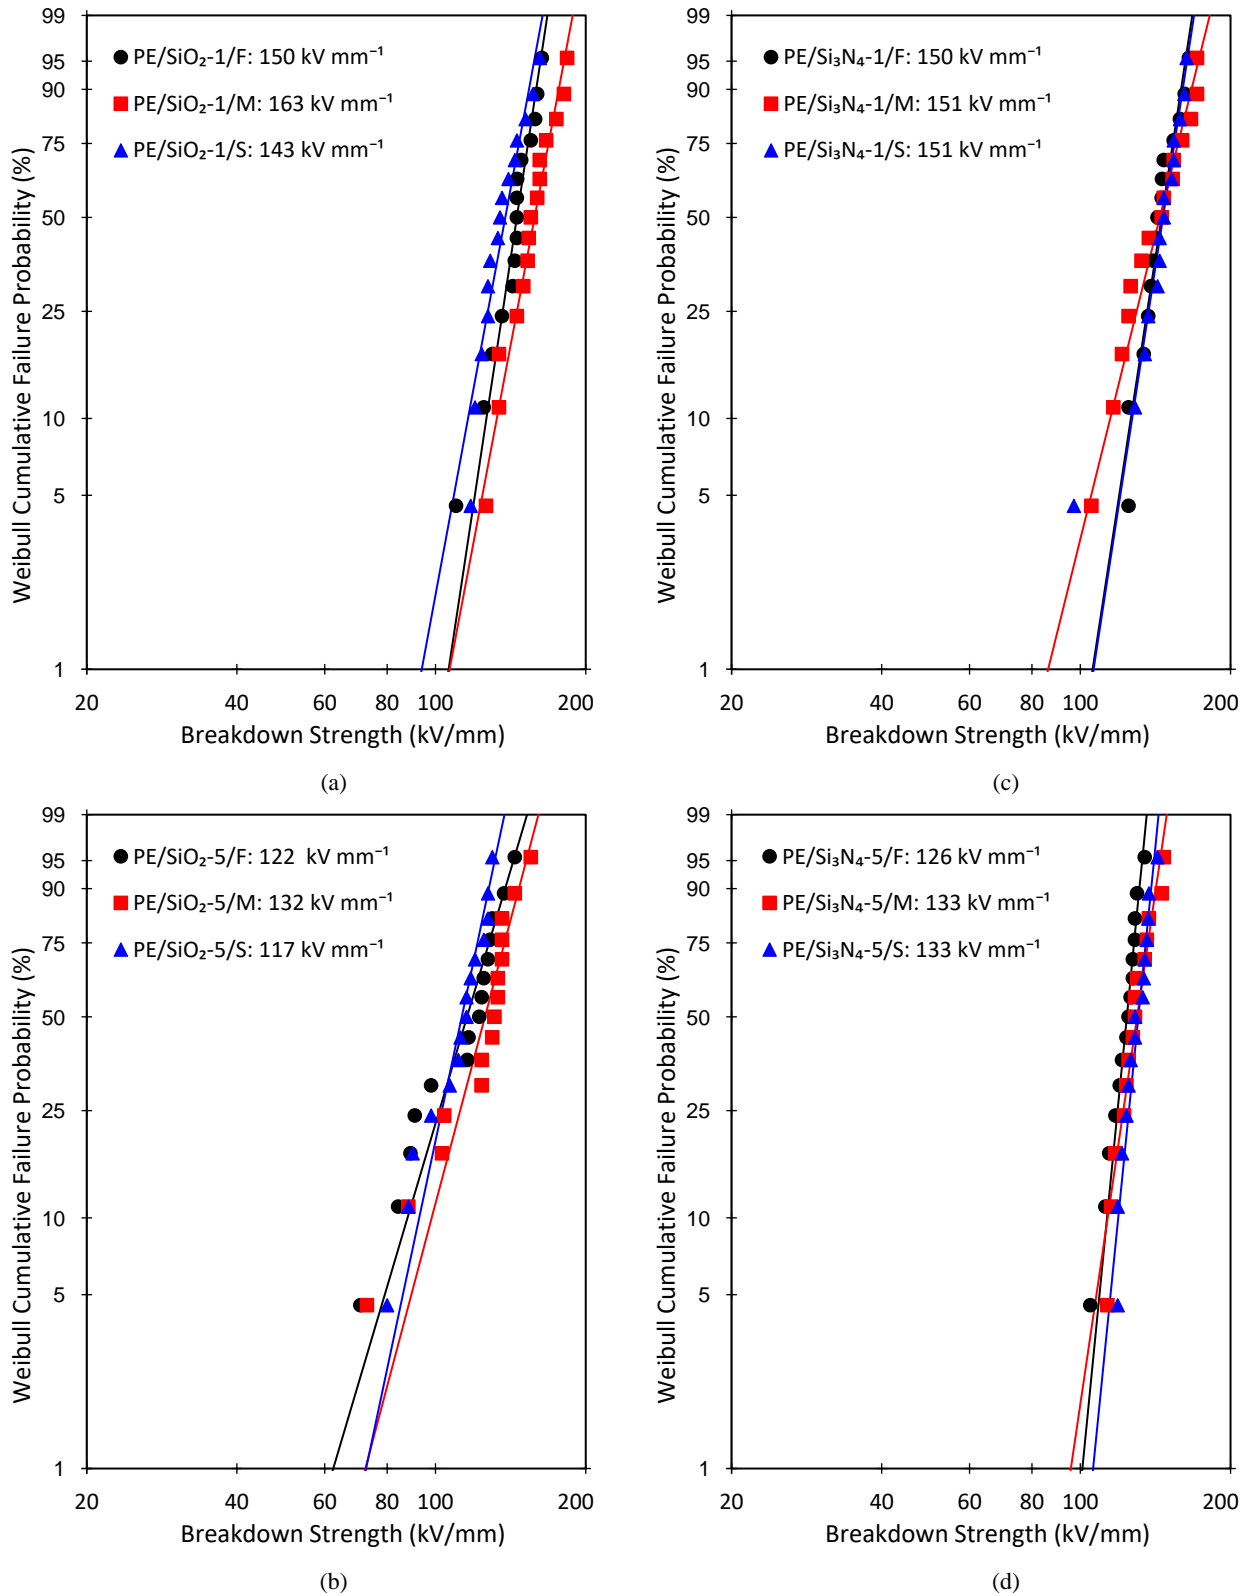 99
95
90
75
50
25
10
5
1
Weibull Cumulative Failure Probability (%)
PE/SiO₂-1/F: 150 kV mm⁻¹
PE/SiO₂-1/M: 163 kV mm⁻¹
PE/SiO₂-1/S: 143 kV mm⁻¹
20 40 60 80 100 200
Breakdown Strength (kV/mm)
(a)
99
95
90
75
50
25
10
5
1
Weibull Cumulative Failure Probability (%)
PE/Si₃N₄-1/F: 150 kV mm⁻¹
PE/Si₃N₄-1/M: 151 kV mm⁻¹
PE/Si₃N₄-1/S: 151 kV mm⁻¹
20 40 60 80 100 200
Breakdown Strength (kV/mm)
(c)
99
95
90
75
50
25
10
5
1
Weibull Cumulative Failure Probability (%)
PE/SiO₂-5/F: 122 kV mm⁻¹
PE/SiO₂-5/M: 132 kV mm⁻¹
PE/SiO₂-5/S: 117 kV mm⁻¹
20 40 60 80 100 200
Breakdown Strength (kV/mm)
(b)
99
95
90
75
50
25
10
5
1
Weibull Cumulative Failure Probability (%)
PE/Si₃N₄-5/F: 126 kV mm⁻¹
PE/Si₃N₄-5/M: 133 kV mm⁻¹
PE/Si₃N₄-5/S: 133 kV mm⁻¹
20 40 60 80 100 200
Breakdown Strength (kV/mm)
(d)